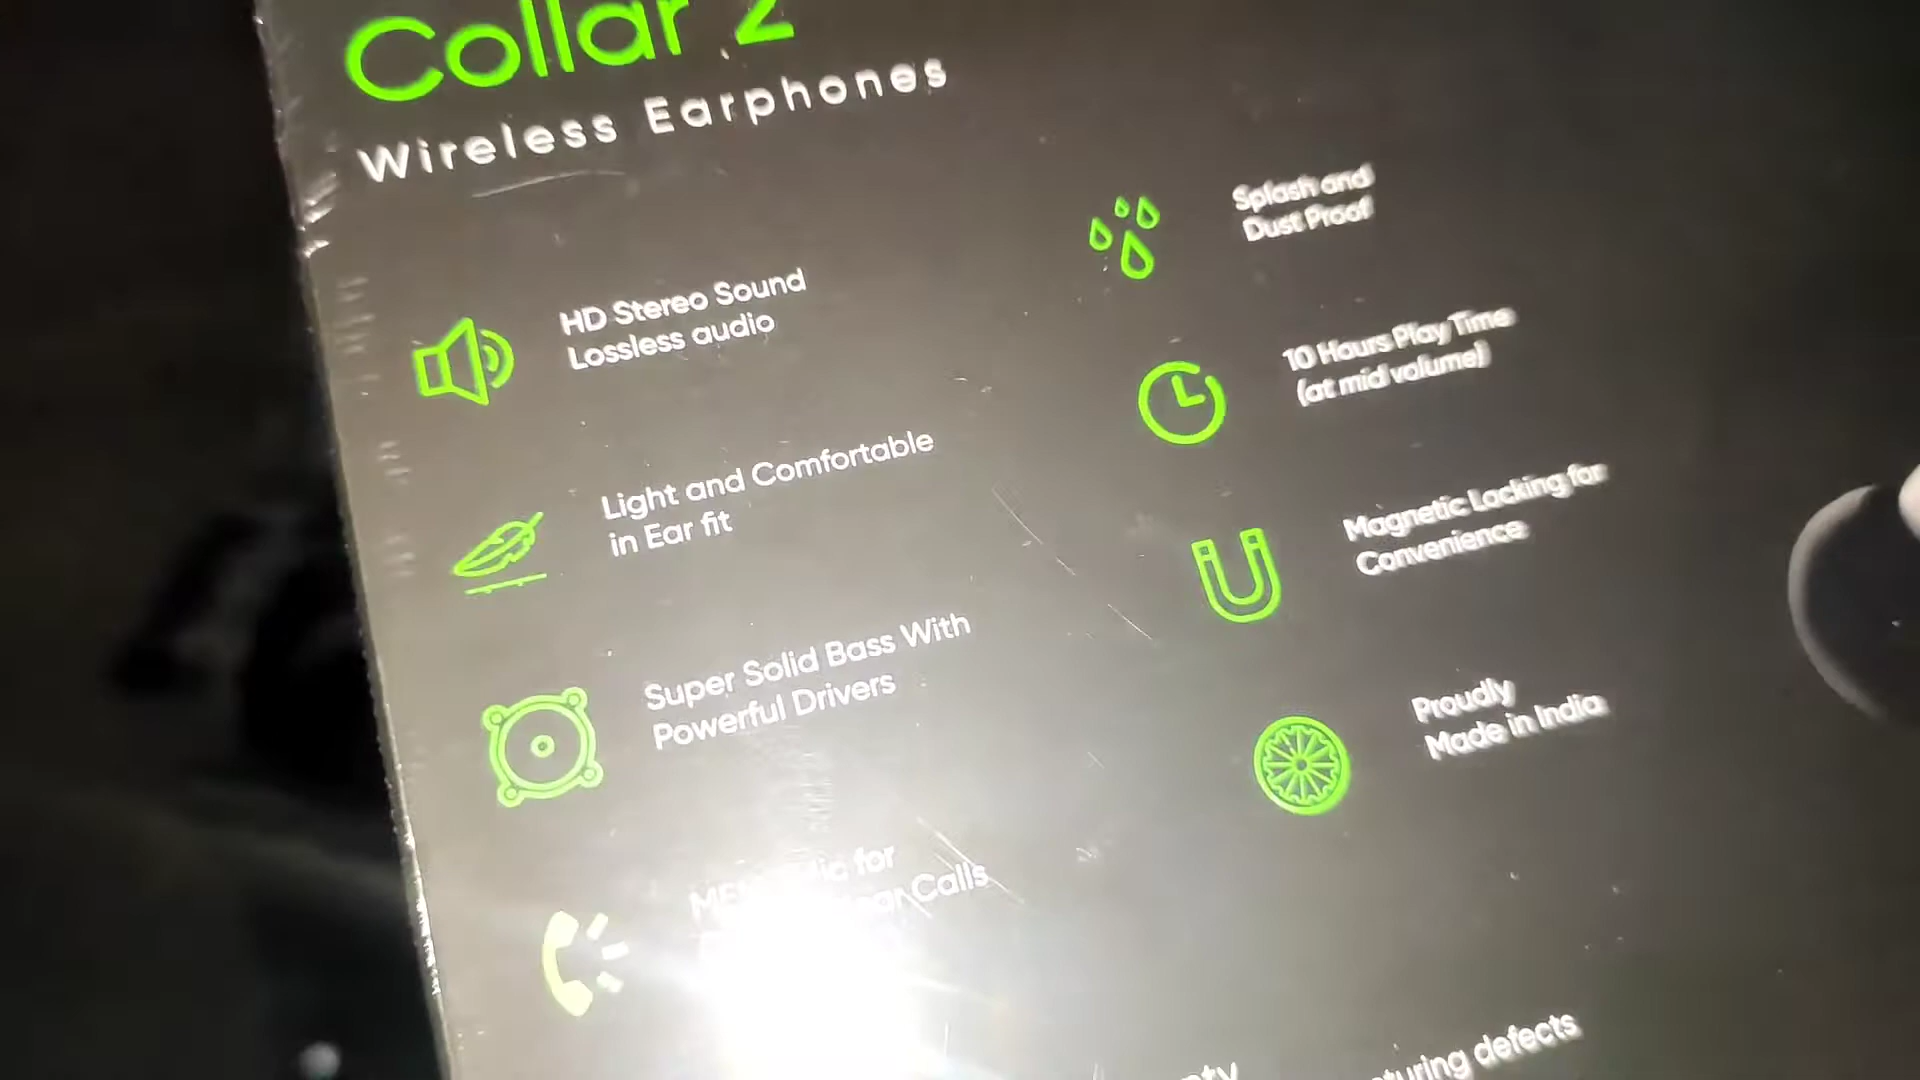 Collar 2
Wireless Earphones
HD Stereo Sound
Lossless audio
Light and Comfortable
in Ear fit
Super Solid Bass With
Powerful Drivers
for
Calls
Splash and
Dust Proof
10 Hours Play Time
(at mid volume)
Magnetic Locking for
Convenience
Proudly
Made in India
defects